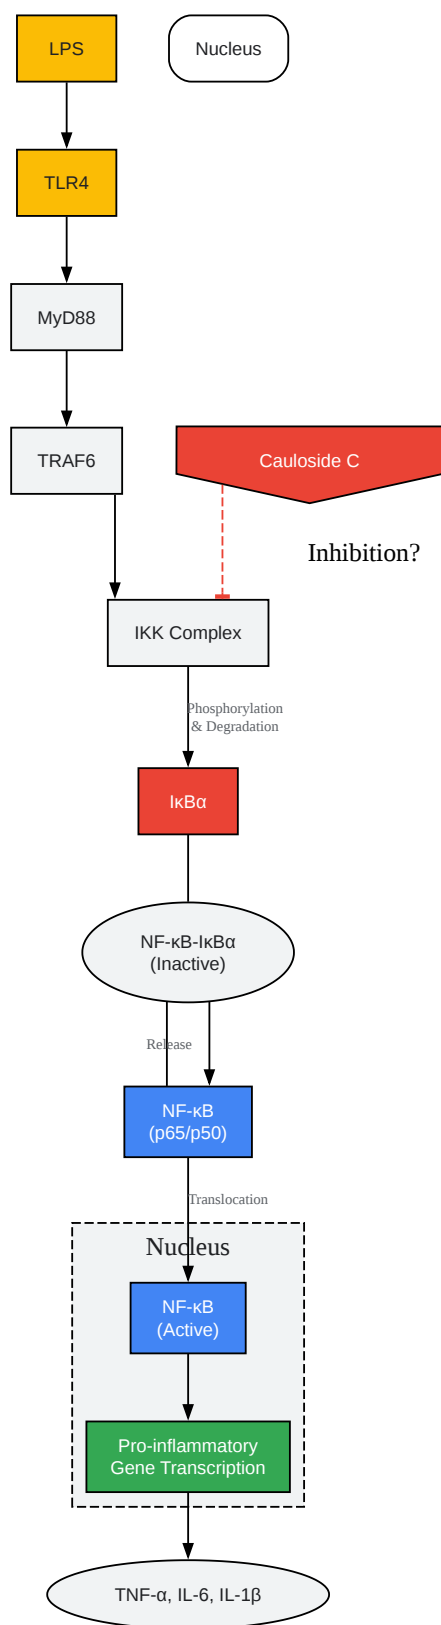 LPS
Nucleus
TLR4
MyD88
TRAF6
Cauloside C
Inhibition?
IKK Complex
Phosphorylation
& Degradation
IκBα
NF-κB-IκBα
(Inactive)
Release
NF-κB
(p65/p50)
Translocation
Nucleus
NF-κB
(Active)
Pro-inflammatory
Gene Transcription
TNF-α, IL-6, IL-1β